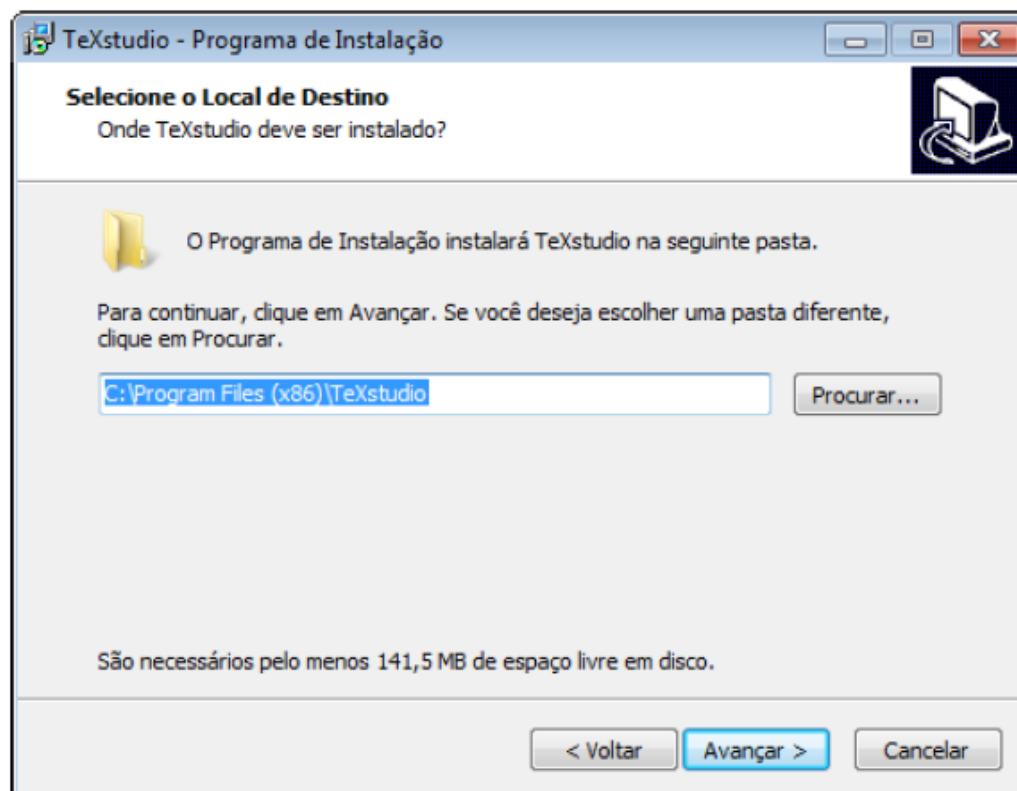 TeXstudio - Programa de Instalação
Selecione o Local de Destino
Onde TeXstudio deve ser instalado?
O Programa de Instalação instalará TeXstudio na seguinte pasta.
Para continuar, clique em Avançar. Se você deseja escolher uma pasta diferente,
clique em Procurar.
C:\Program Files (x86)\TeXstudio
Procurar...
São necessários pelo menos 141,5 MB de espaço livre em disco.
< Voltar
Avançar >
Cancelar